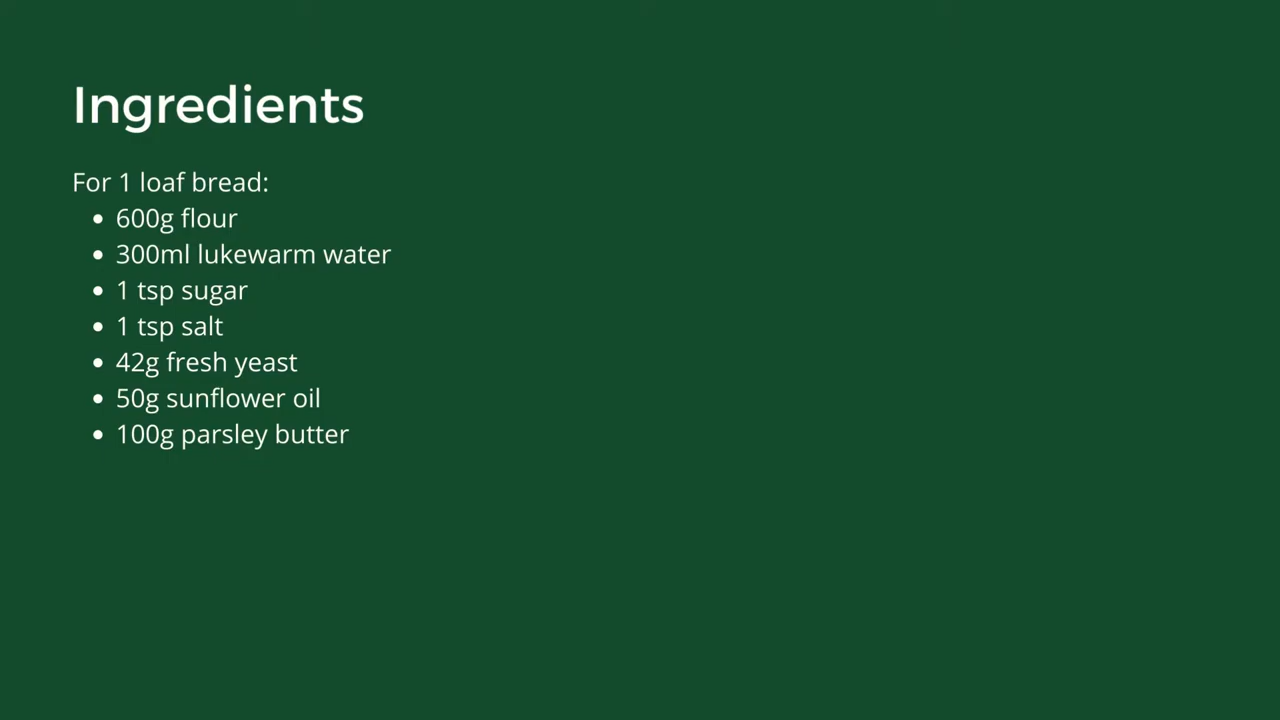 Ingredients
For 1 loaf bread:
• 600g flour
• 300ml lukewarm water
• 1 tsp sugar
• 1 tsp salt
• 42g fresh yeast
• 50g sunflower oil
• 100g parsley butter